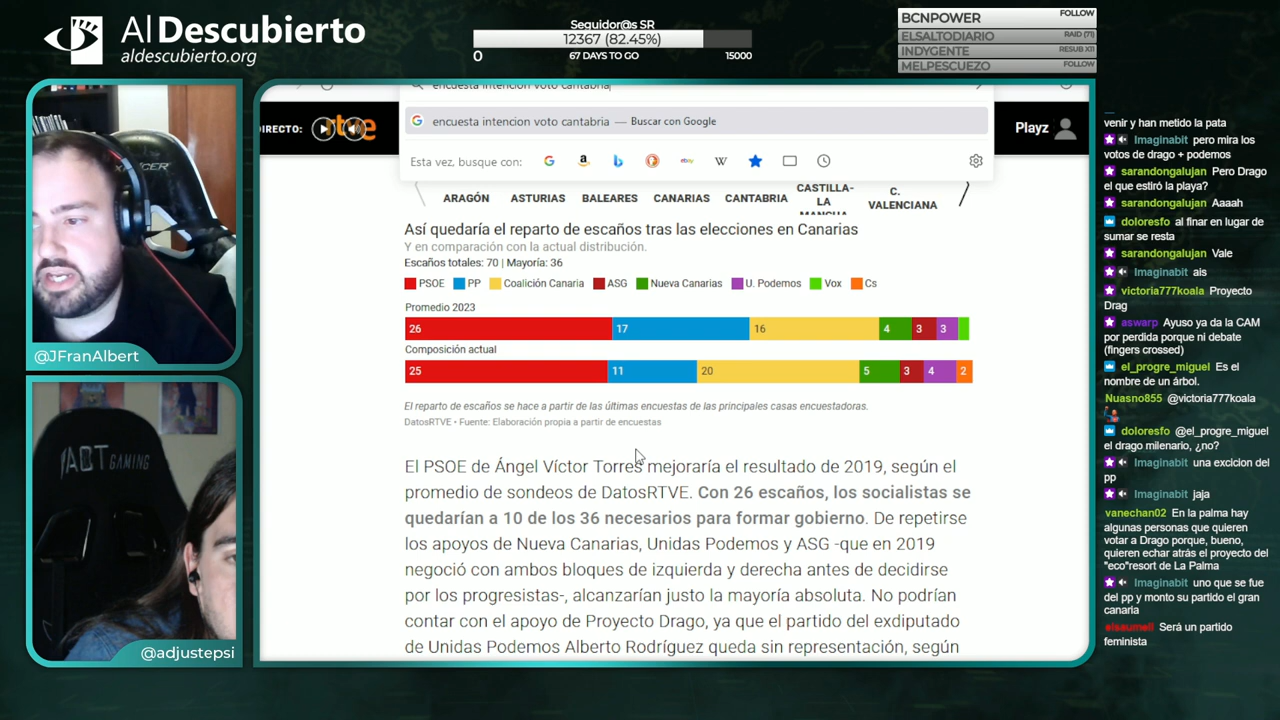 Al Descubierto
aldescubierto.org
Seguidor@s SR
12367 (82.45%)
0
67 DAYS TO GO
15000
BCNPOWER
FOLLOW
ELSALTODIARIO
RAID (71)
INDYGENTE
RESUB X11
MELPESCUEZO
FOLLOW
@JFranAlbert
@adjustepsi
encuesta intencion voto cantabria
encuesta intencion voto cantabria — Buscar con Google
Esta vez, busque con:
DIRECTO:
rtve
Playz
ARAGÓN
ASTURIAS
BALEARES
CANARIAS
CANTABRIA
CASTILLA-
LA
MANCHA
C.
VALENCIANA
Así quedaría el reparto de escaños tras las elecciones en Canarias
Y en comparación con la actual distribución.
Escaños totales: 70 | Mayoría: 36
PSOE
PP
Coalición Canaria
ASG
Nueva Canarias
U. Podemos
Vox
Cs
Promedio 2023
26
17
16
4
3
3
Composición actual
25
11
20
5
3
4
2
El reparto de escaños se hace a partir de las últimas encuestas de las principales casas encuestadoras.
DatosRTVE • Fuente: Elaboración propia a partir de encuestas
El PSOE de Ángel Víctor Torres mejoraría el resultado de 2019, según el
promedio de sondeos de DatosRTVE. Con 26 escaños, los socialistas se
quedarían a 10 de los 36 necesarios para formar gobierno. De repetirse
los apoyos de Nueva Canarias, Unidas Podemos y ASG -que en 2019
negoció con ambos bloques de izquierda y derecha antes de decidirse
por los progresistas-, alcanzarían justo la mayoría absoluta. No podrían
contar con el apoyo de Proyecto Drago, ya que el partido del exdiputado
de Unidas Podemos Alberto Rodríguez queda sin representación, según
venir y han metido la pata
Imaginabit pero mira los
votos de drago + podemos
sarandongalujan Pero Drago
el que estiró la playa?
sarandongalujan Aaaah
doloresfo al finar en lugar de
sumar se resta
sarandongalujan Vale
Imaginabit ais
victoria777koala Proyecto
Drag
aswarp Ayuso ya da la CAM
por perdida porque ni debate
(fingers crossed)
el_progre_miguel Es el
nombre de un árbol.
Nuasno855 @victoria777koala
doloresfo @el_progre_miguel
el drago milenario, ¿no?
Imaginabit una excicion del
pp
Imaginabit jaja
vanechan02 En la palma hay
algunas personas que quieren
votar a Drago porque, bueno,
quieren echar atrás el proyecto del
"eco"resort de La Palma
Imaginabit uno que se fue
del pp y monto su partido el gran
canaria
Será un partido
feminista